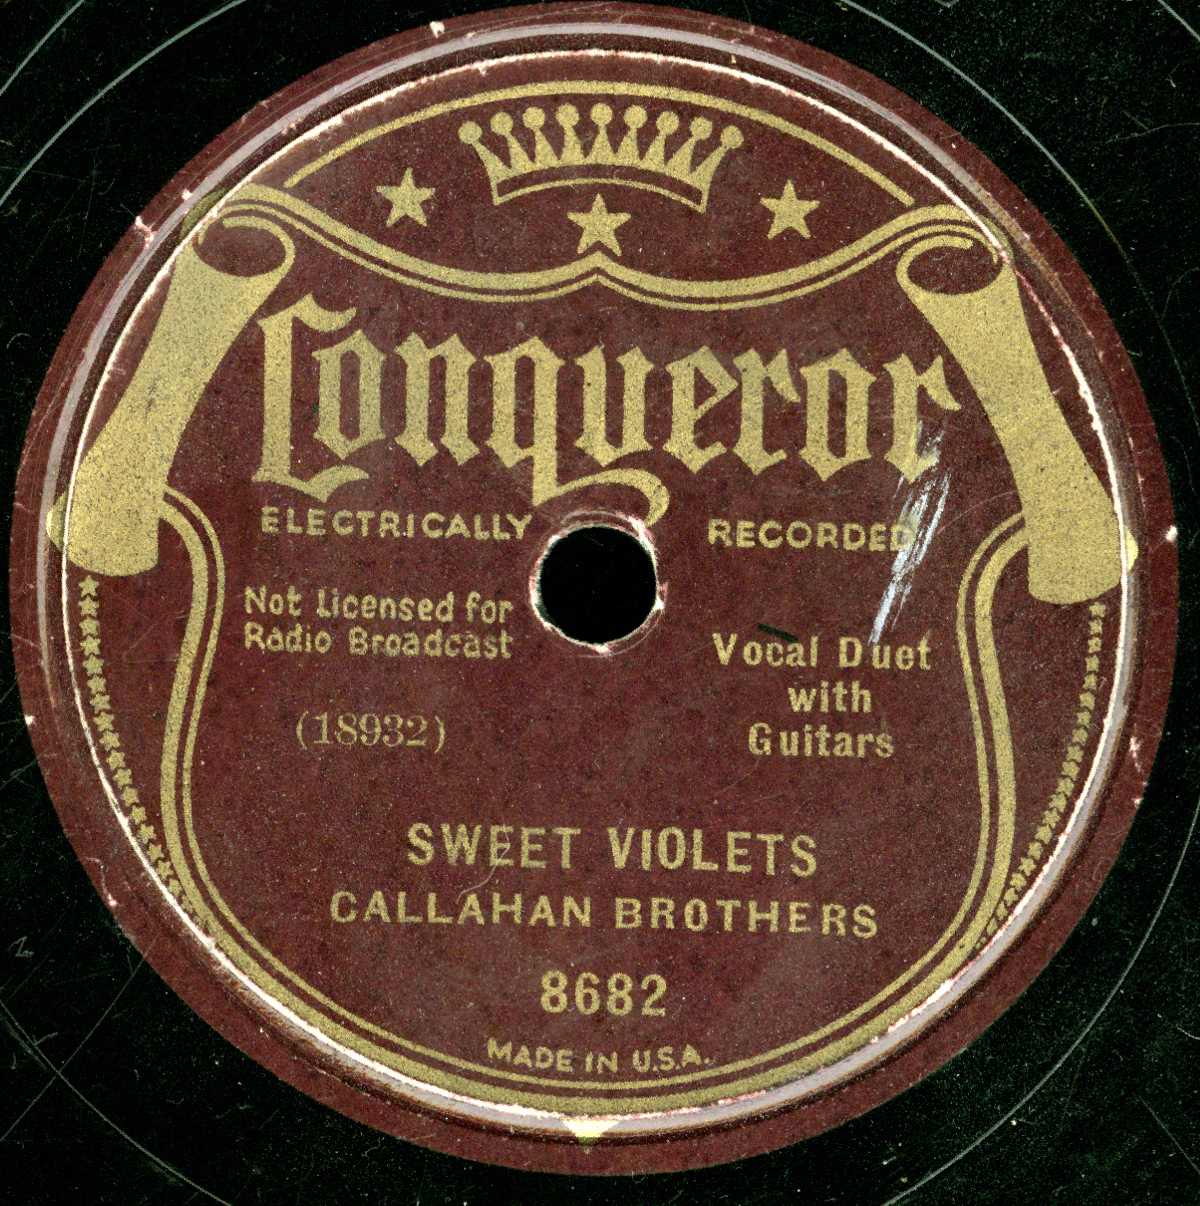 Conqueror
ELECTRICALLY RECORDED
Not Licensed for
Radio Broadcast
(18932)
Vocal Duet
with
Guitars
SWEET VIOLETS
CALLAHAN BROTHERS
8682
MADE IN U.S.A.